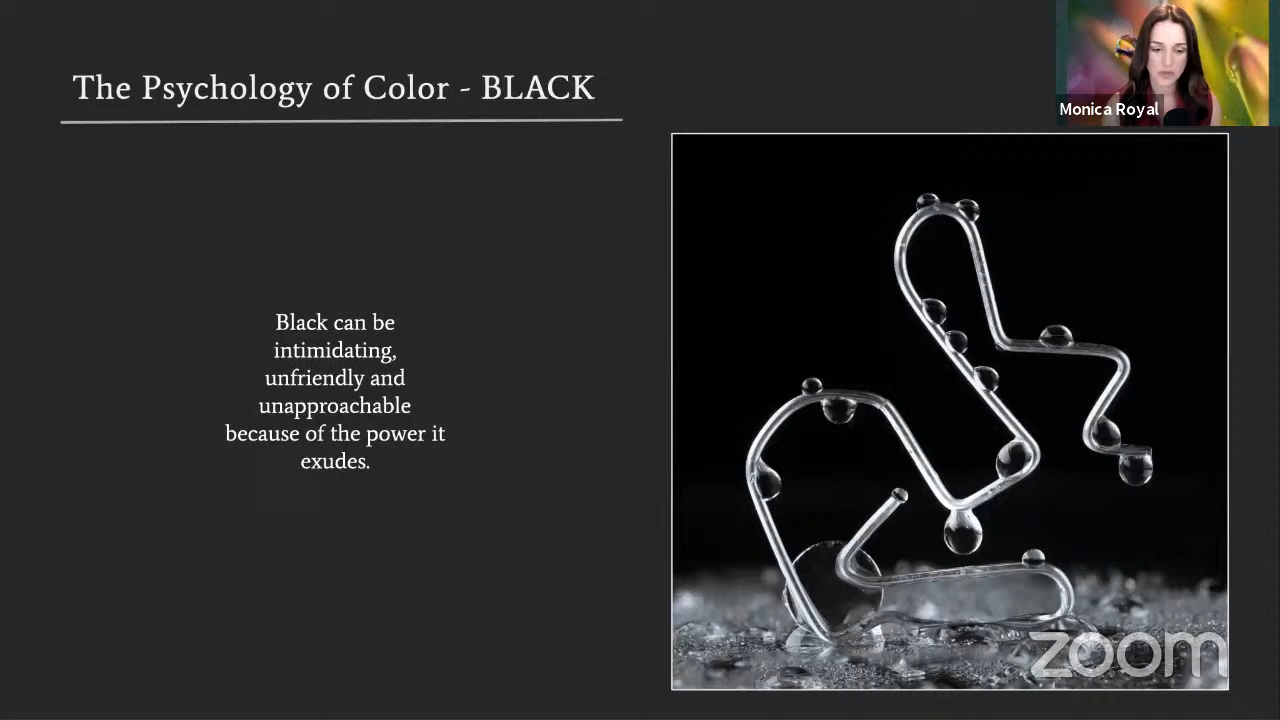 The Psychology of Color - BLACK
Monica Royal
Black can be
intimidating,
unfriendly and
unapproachable
because of the power it
exudes.
zoom